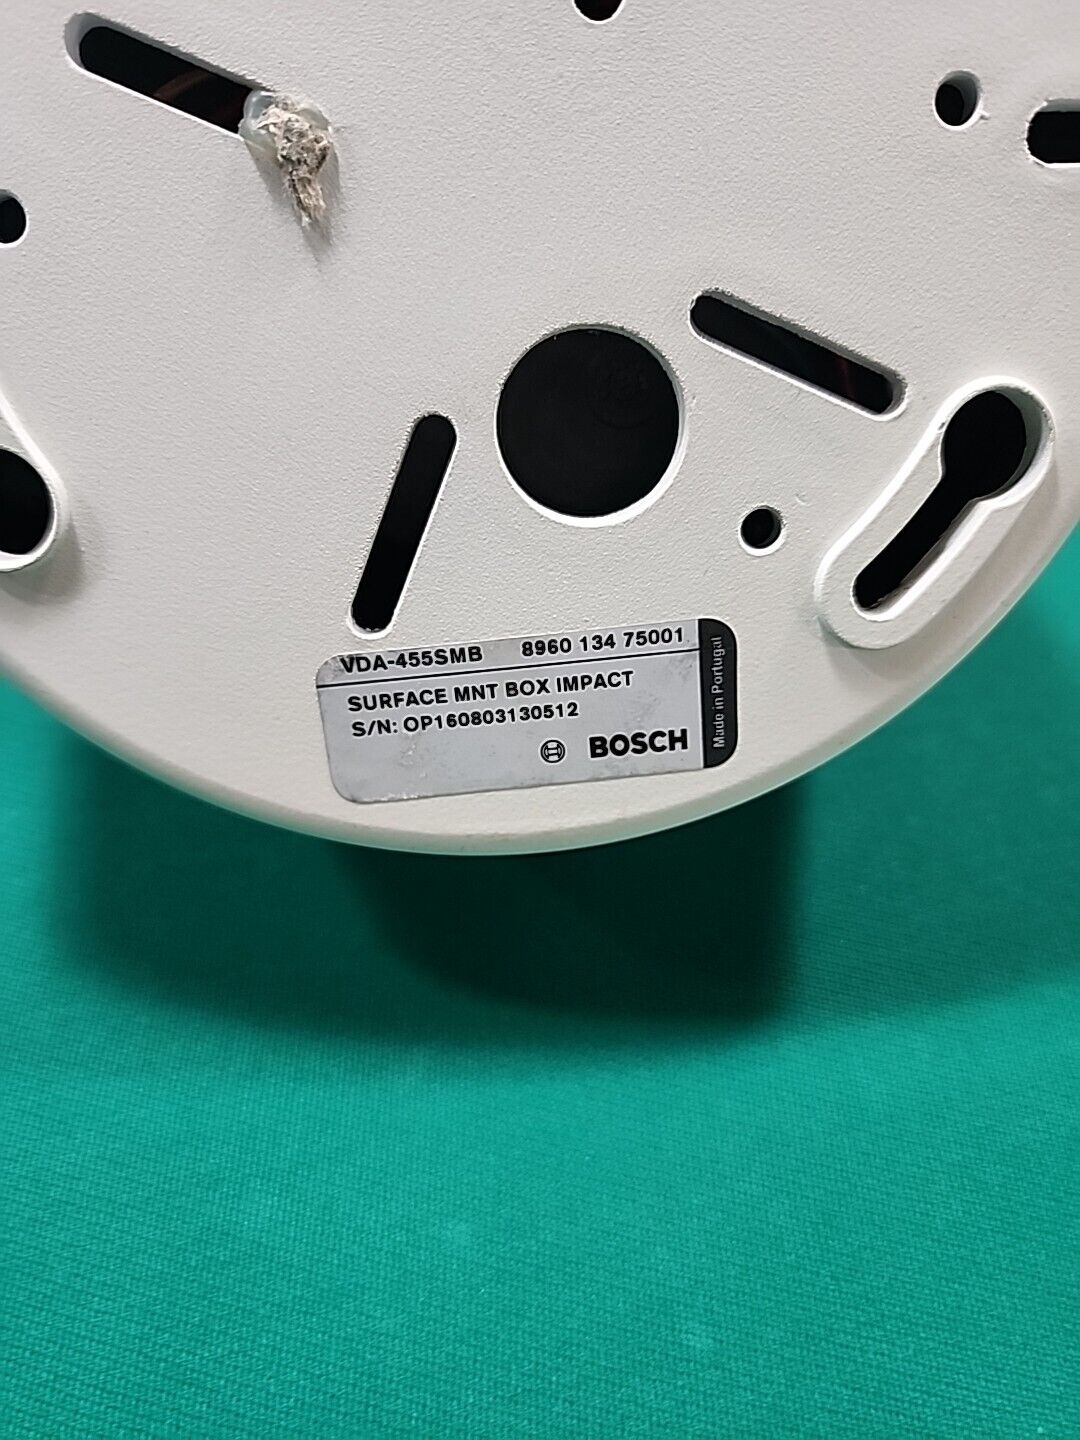 VDA-455SMB 8960 134 75001
SURFACE MNT BOX IMPACT
S/N: OP160803130512
BOSCH
Made in Portugal